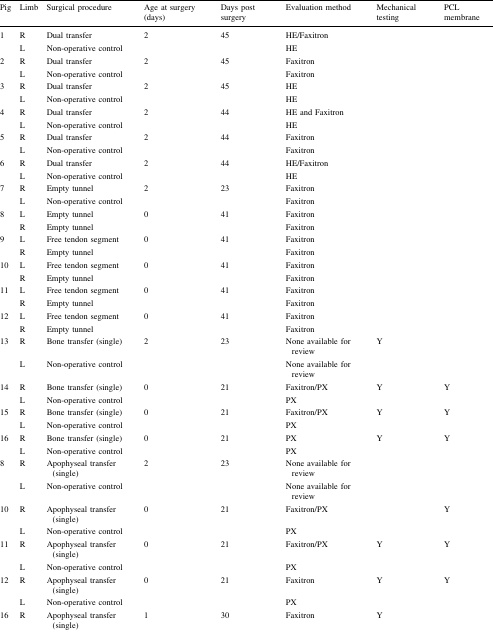 Pig Limb Surgical procedure Age at surgery (days) Days post surgery Evaluation method Mechanical testing PCL membrane
1 R Dual transfer 2 45 HE/Faxitron
L Non-operative control HE
2 R Dual transfer 2 45 Faxitron
L Non-operative control Faxitron
3 R Dual transfer 2 45 HE
L Non-operative control HE
4 R Dual transfer 2 44 HE and Faxitron
L Non-operative control HE
5 R Dual transfer 2 44 Faxitron
L Non-operative control Faxitron
6 R Dual transfer 2 44 HE/Faxitron
L Non-operative control HE
7 R Empty tunnel 2 23 Faxitron
L Non-operative control Faxitron
8 L Empty tunnel 0 41 Faxitron
R Empty tunnel Faxitron
9 L Free tendon segment 0 41 Faxitron
R Empty tunnel Faxitron
10 L Free tendon segment 0 41 Faxitron
R Empty tunnel Faxitron
11 L Free tendon segment 0 41 Faxitron
R Empty tunnel Faxitron
12 L Free tendon segment 0 41 Faxitron
R Empty tunnel Faxitron
13 R Bone transfer (single) 2 23 None available for review Y
L Non-operative control None available for review
14 R Bone transfer (single) 0 21 Faxitron/PX Y Y
L Non-operative control PX
15 R Bone transfer (single) 0 21 Faxitron/PX Y Y
L Non-operative control PX
16 R Bone transfer (single) 0 21 PX Y Y
L Non-operative control PX
8 R Apophyseal transfer (single) 2 23 None available for review
L Non-operative control None available for review
10 R Apophyseal transfer (single) 0 21 Faxitron/PX Y
L Non-operative control PX
11 R Apophyseal transfer (single) 0 21 Faxitron/PX Y Y
L Non-operative control PX
12 R Apophyseal transfer (single) 0 21 Faxitron Y Y
L Non-operative control PX
16 R Apophyseal transfer (single) 1 30 Faxitron Y